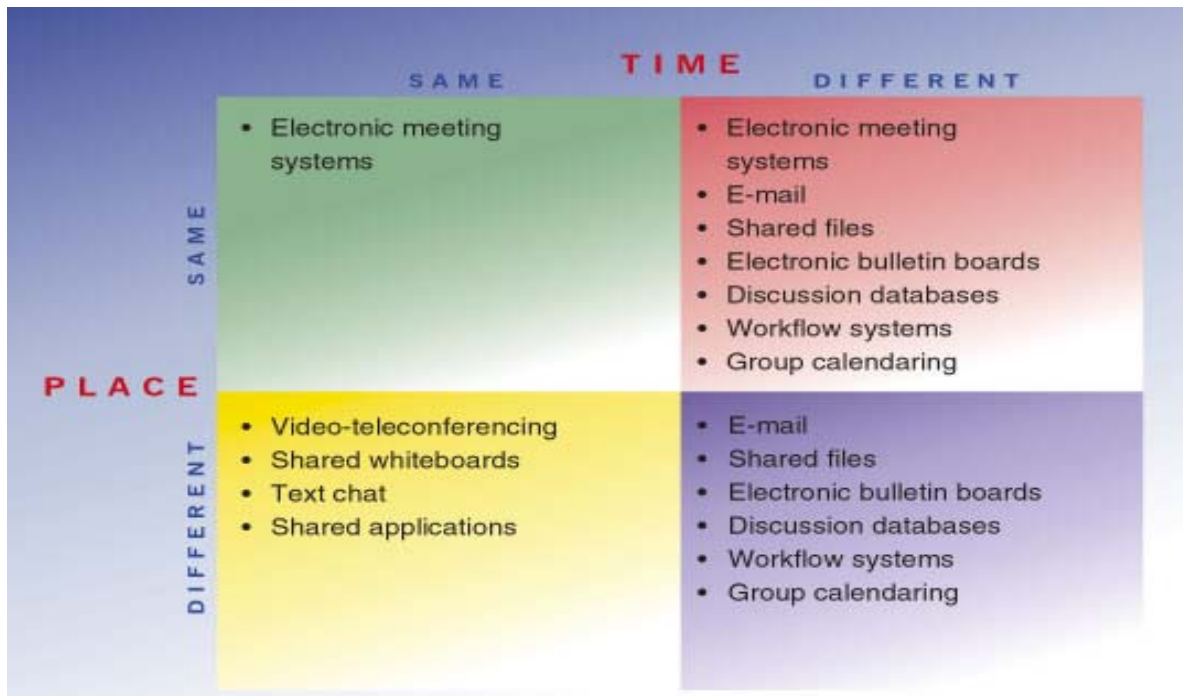 TIME
SAME
DIFFERENT
PLACE
SAME
• Electronic meeting
systems
• Electronic meeting
systems
• E-mail
• Shared files
• Electronic bulletin boards
• Discussion databases
• Workflow systems
• Group calendaring
DIFFERENT
• Video-teleconferencing
• Shared whiteboards
• Text chat
• Shared applications
• E-mail
• Shared files
• Electronic bulletin boards
• Discussion databases
• Workflow systems
• Group calendaring